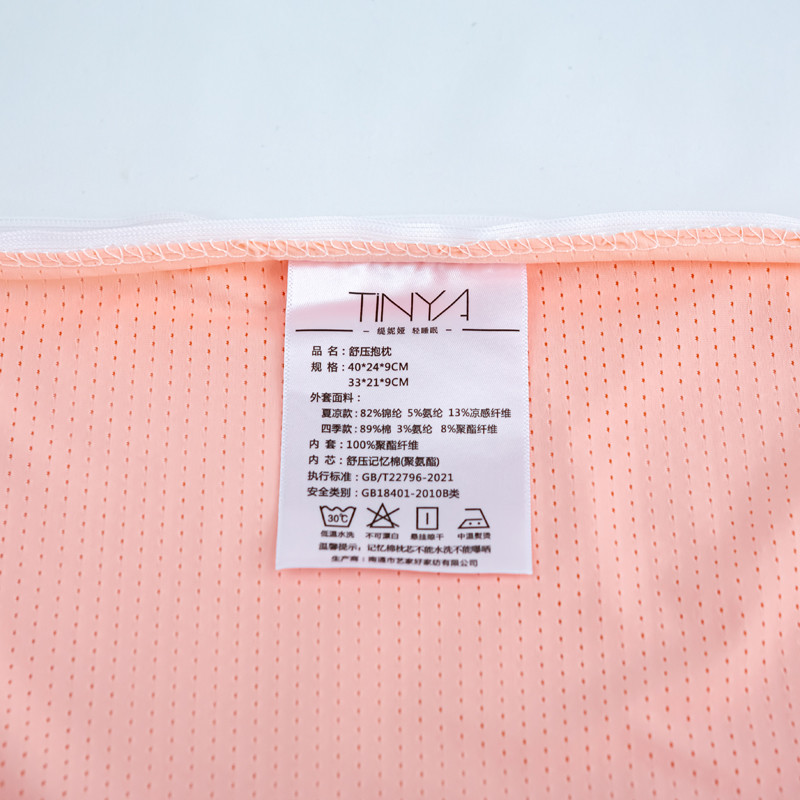 TINYA
– 缇妮娅 轻睡眠 –
品 名：舒压抱枕
规 格：40*24*9CM
33*21*9CM
外套面料：
夏凉款：82%锦纶 5%氨纶 13%凉感纤维
四季款：89%棉 3%氨纶 8%聚酯纤维
内 套：100%聚酯纤维
内 芯：舒压记忆棉(聚氨酯)
执行标准：GB/T22796-2021
安全类别：GB18401-2010B类
30℃
低温水洗 不可漂白 悬挂晾干 中温熨烫
温馨提示：记忆棉枕芯不能水洗不能曝晒
生产商：南通市艺家好家纺有限公司